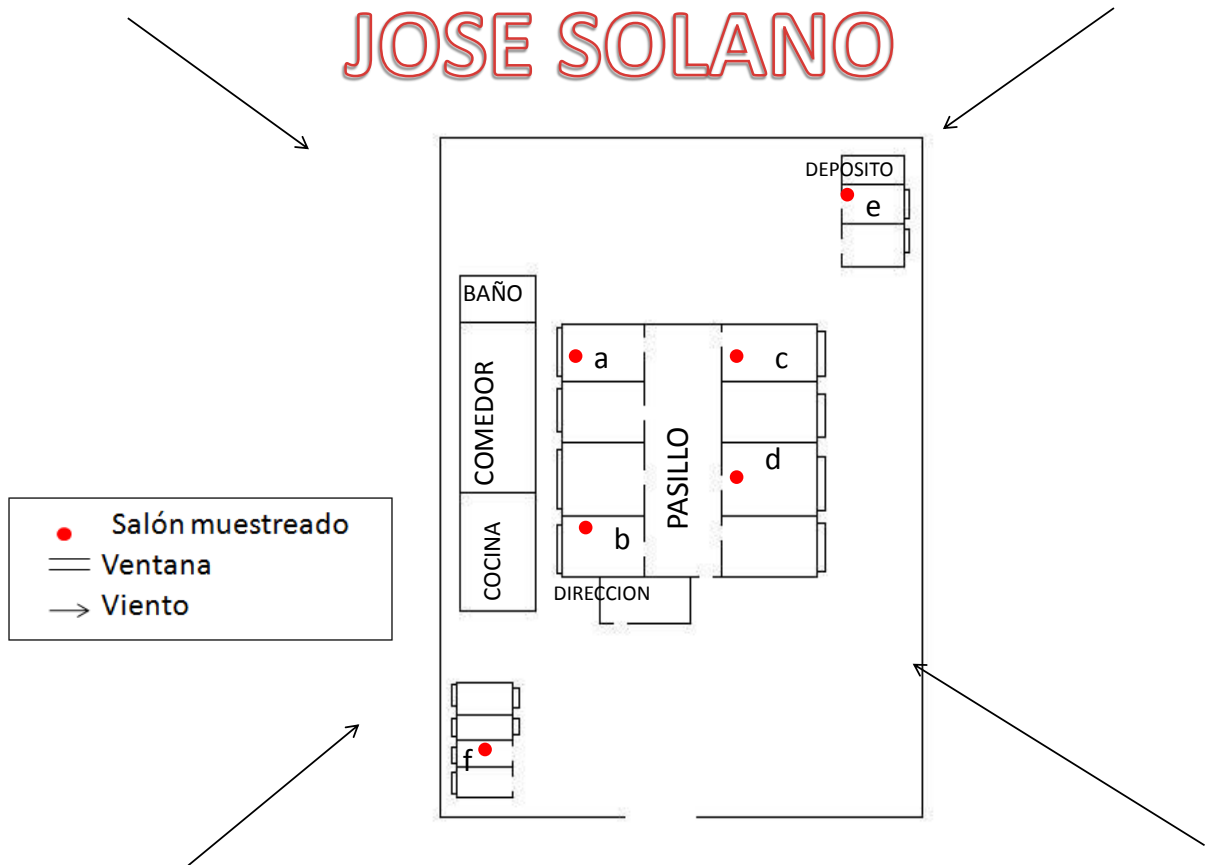 JOSE SOLANO
DEPOSITO
e
BAÑO
a
c
COMEDOR
PASILLO
d
COCINA
b
DIRECCION
Salón muestreado
Ventana
Viento
f